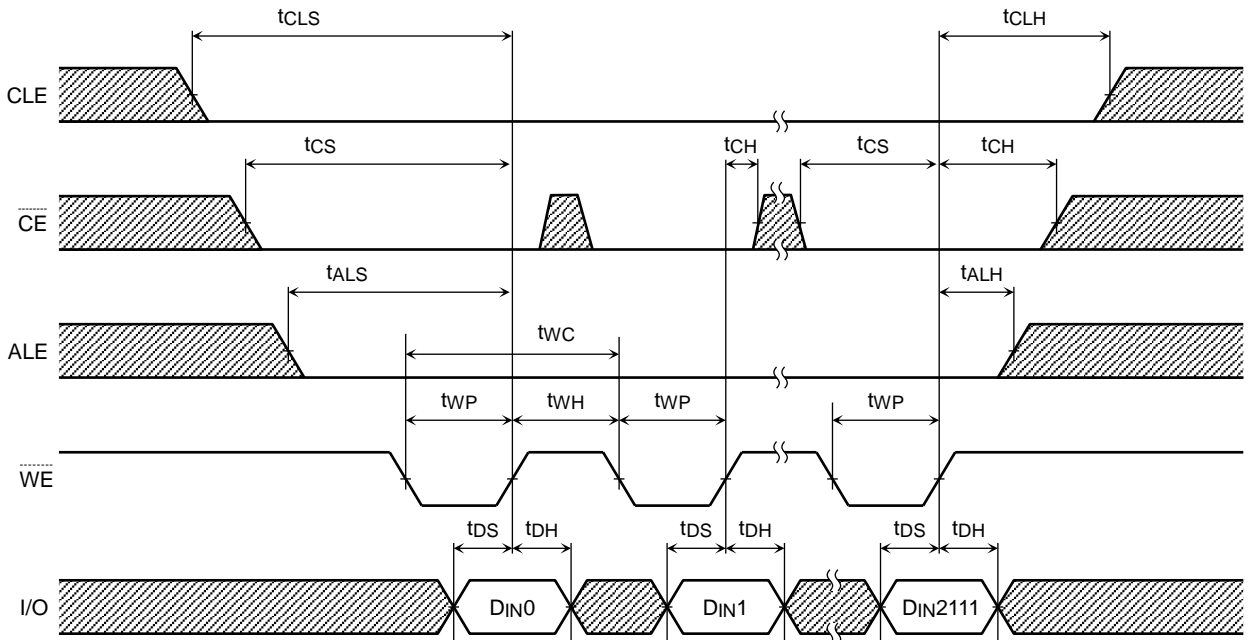 tCLS tCLH
CLE
tCS tCH tCS tCH
CE
tALS tALH
ALE
tWC
tWP tWH tWP tWP
WE
tDS tDH tDS tDH tDS tDH
I/O DIN0 DIN1 DIN2111